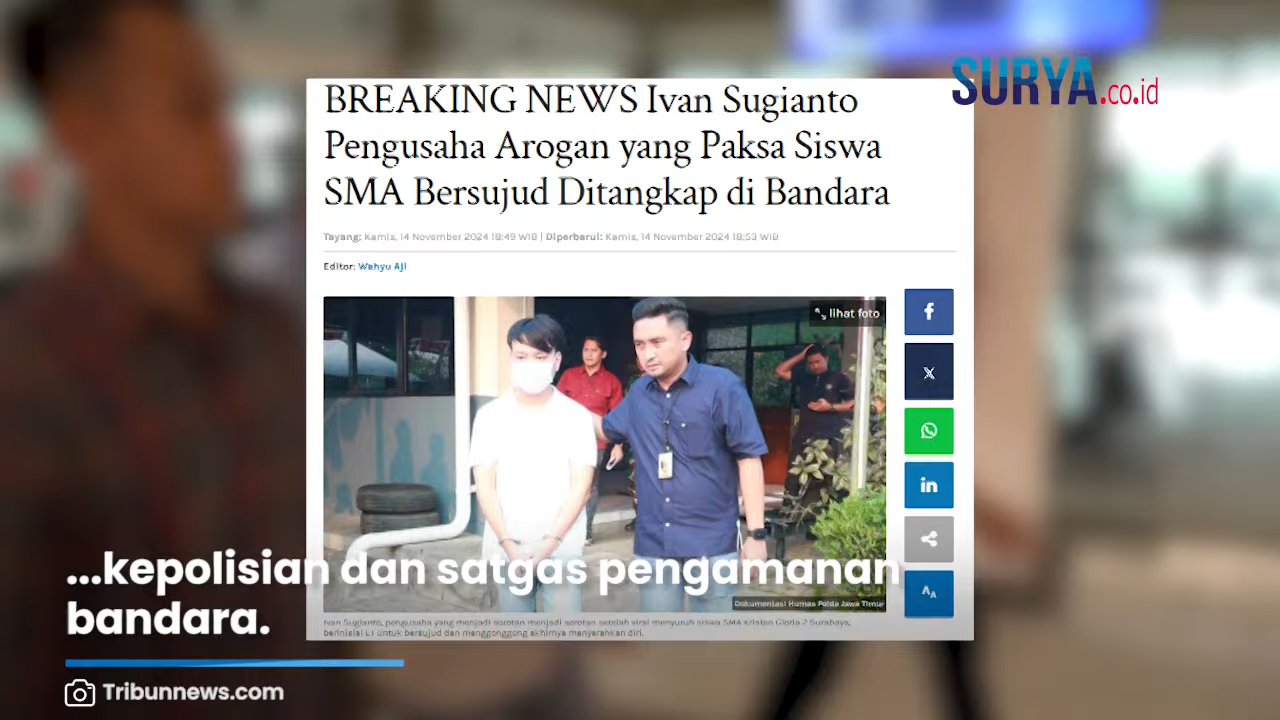 SURYA.co.id
BREAKING NEWS Ivan Sugianto
Pengusaha Arogan yang Paksa Siswa
SMA Bersujud Ditangkap di Bandara
Tayang: Kamis, 14 November 2024 18:49 WIB | Diperbarui: Kamis, 14 November 2024 18:53 WIB
Editor: Wahyu Aji
lihat foto
Dokumentasi Humas Polda Jawa Timur
Ivan Sugianto, pengusaha yang menjadi sorotan menjadi sorotan setelah viral menyuruh siswa SMA Kristen Gloria 2 Surabaya,
berinisial ET untuk bersujud dan menggonggong akhirnya menyerahkan diri.
...kepolisian dan satgas pengamanan
bandara.
Tribunnews.com